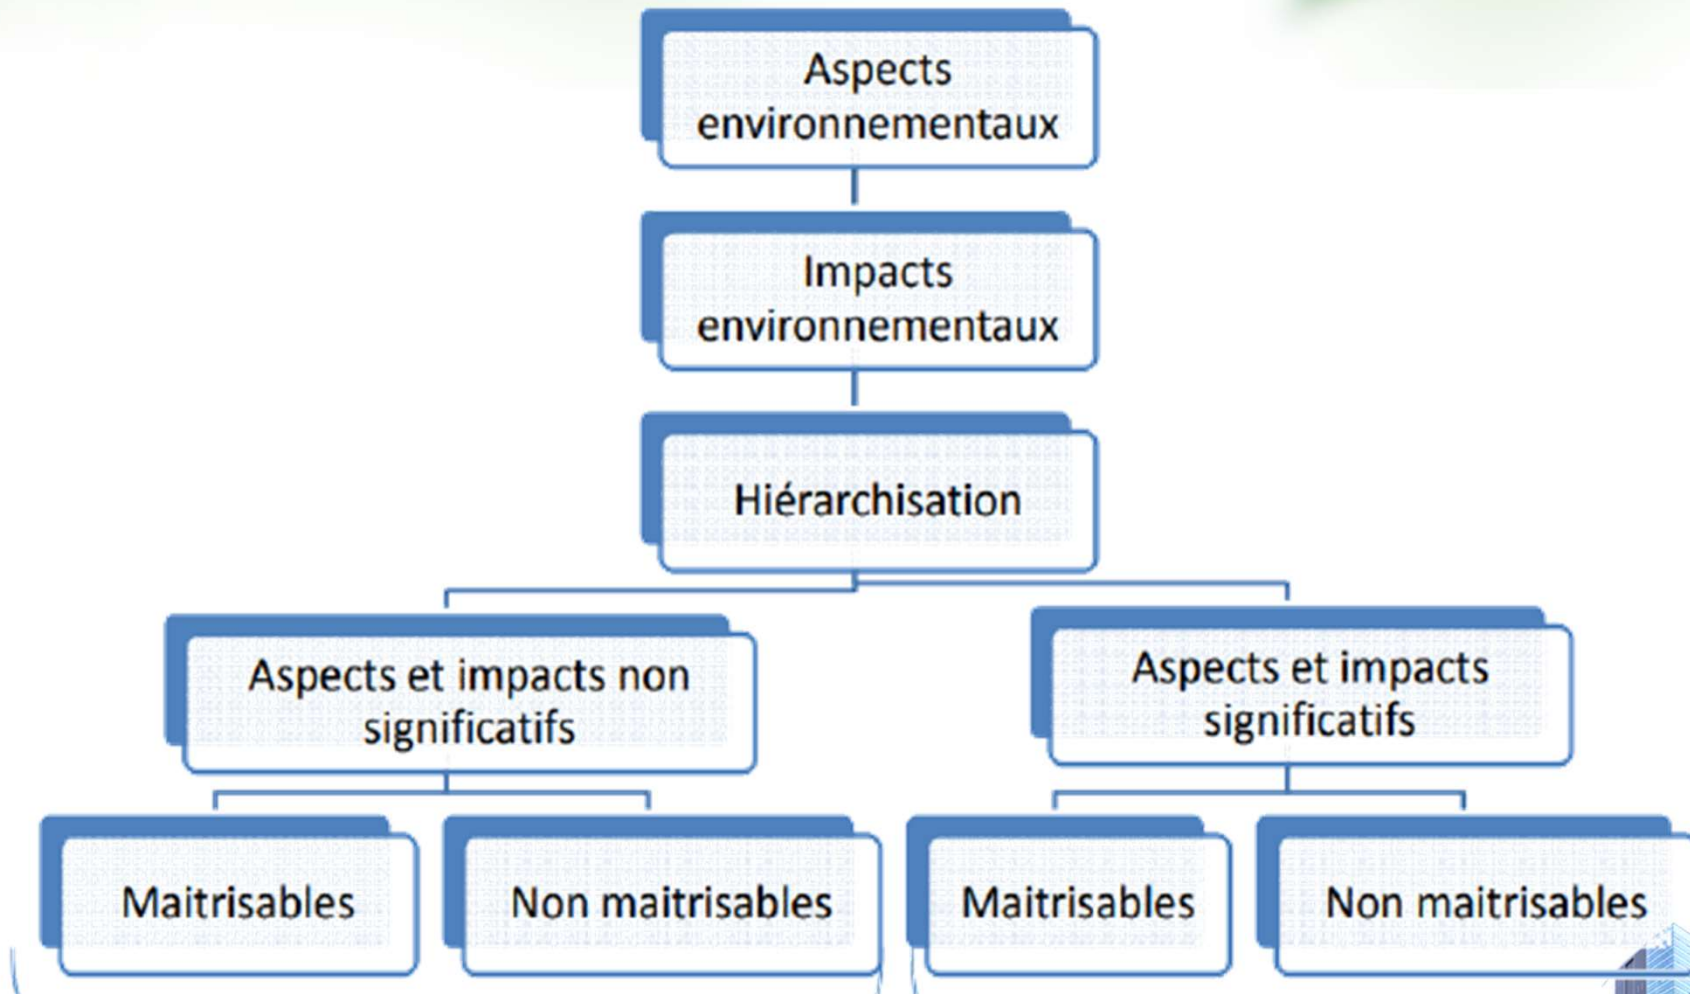 Aspects
environnementaux
Impacts
environnementaux
Hiérarchisation
Aspects et impacts non
significatifs
Aspects et impacts
significatifs
Maitrisables
Non maitrisables
Maitrisables
Non maitrisables